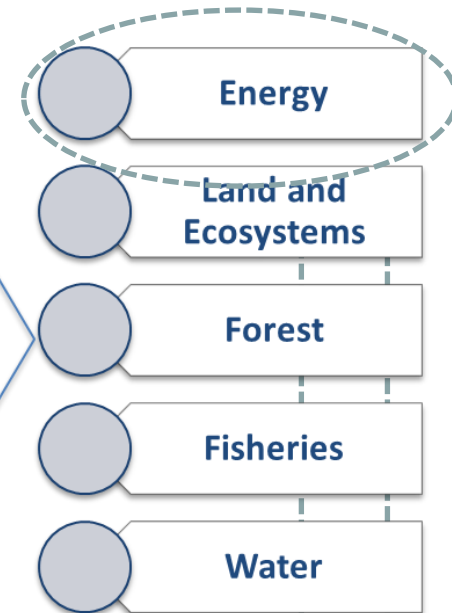 Energy
Land and
Ecosystems
Forest
Fisheries
Water